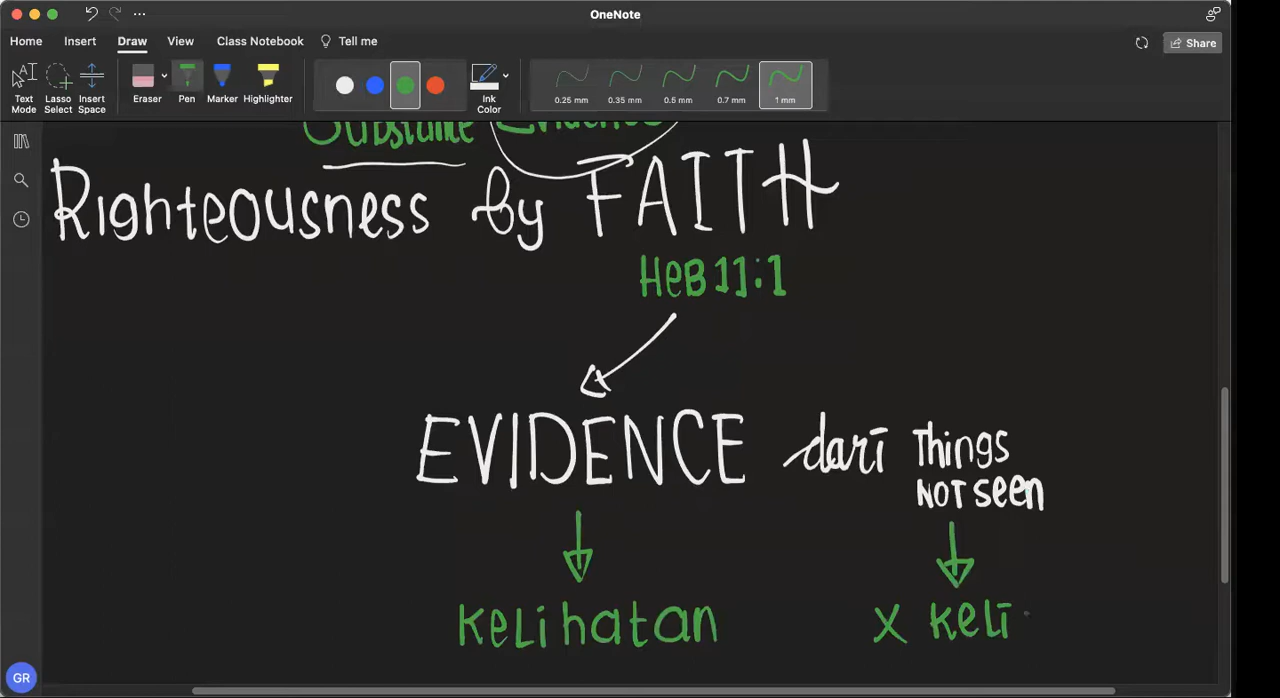 OneNote
Home Insert Draw View Class Notebook Tell me
Share
Text Mode
Lasso Select
Insert Space
Eraser
Pen
Marker
Highlighter
Ink Color
0.25 mm
0.35 mm
0.5 mm
0.7 mm
1 mm
Substance Evidence
Righteousness by FAITH
Heb 11:1
EVIDENCE dari Things
NOT seen
Kelihatan X keli
GR